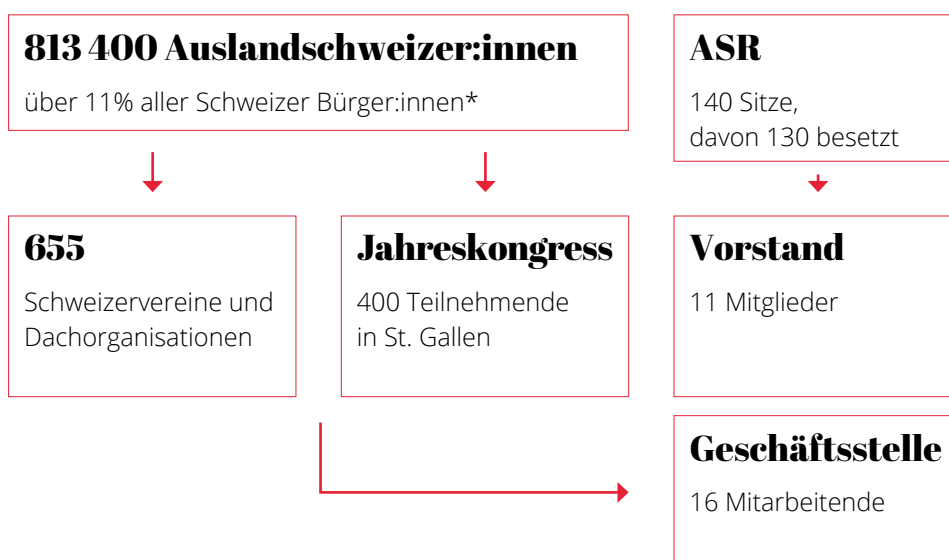 813 400 Auslandschweizer:innen
über 11% aller Schweizer Bürger:innen*
ASR
140 Sitze,
davon 130 besetzt
655
Schweizervereine und
Dachorganisationen
Jahreskongress
400 Teilnehmende
in St. Gallen
Vorstand
11 Mitglieder
Geschäftsstelle
16 Mitarbeitende